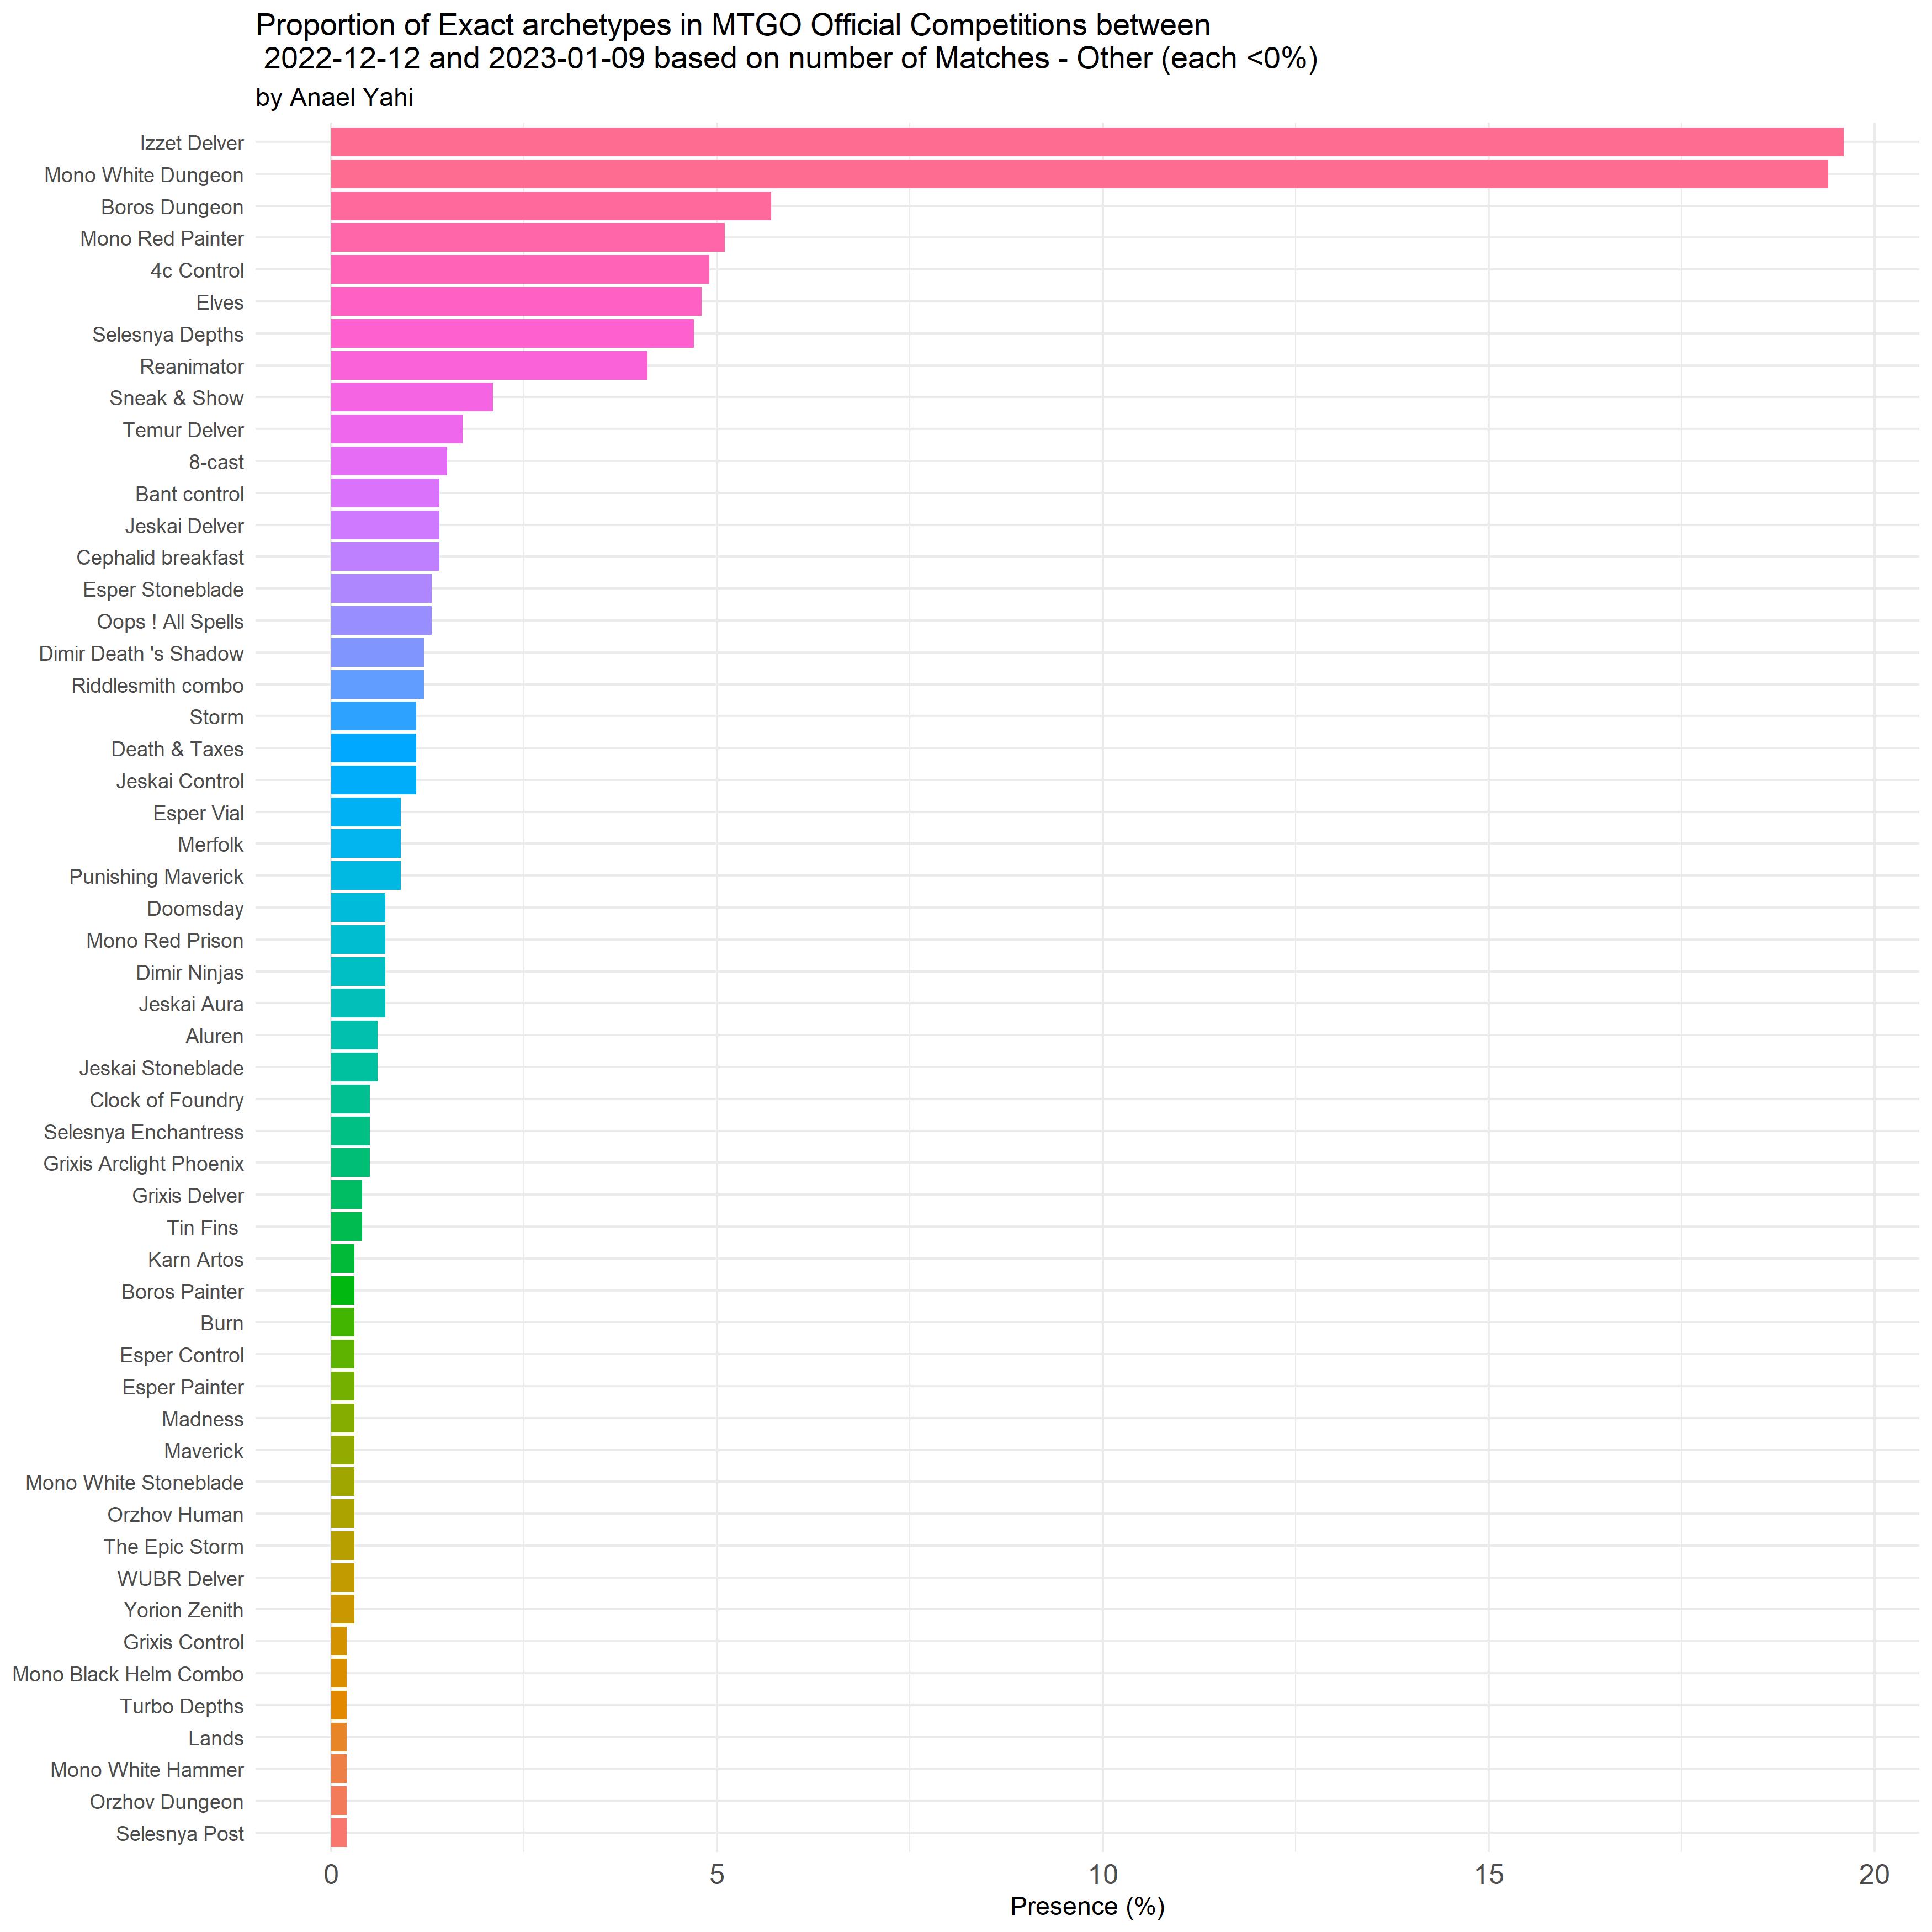 Proportion of Exact archetypes in MTGO Official Competitions between
2022-12-12 and 2023-01-09 based on number of Matches - Other (each <0%)
by Anael Yahi
Izzet Delver
Mono White Dungeon
Boros Dungeon
Mono Red Painter
4c Control
Elves
Selesnya Depths
Reanimator
Sneak & Show
Temur Delver
8-cast
Bant control
Jeskai Delver
Cephalid breakfast
Esper Stoneblade
Oops ! All Spells
Dimir Death 's Shadow
Riddlesmith combo
Storm
Death & Taxes
Jeskai Control
Esper Vial
Merfolk
Punishing Maverick
Doomsday
Mono Red Prison
Dimir Ninjas
Jeskai Aura
Aluren
Jeskai Stoneblade
Clock of Foundry
Selesnya Enchantress
Grixis Arclight Phoenix
Grixis Delver
Tin Fins
Karn Artos
Boros Painter
Burn
Esper Control
Esper Painter
Madness
Maverick
Mono White Stoneblade
Orzhov Human
The Epic Storm
WUBR Delver
Yorion Zenith
Grixis Control
Mono Black Helm Combo
Turbo Depths
Lands
Mono White Hammer
Orzhov Dungeon
Selesnya Post
0 5 10 15 20
Presence (%)